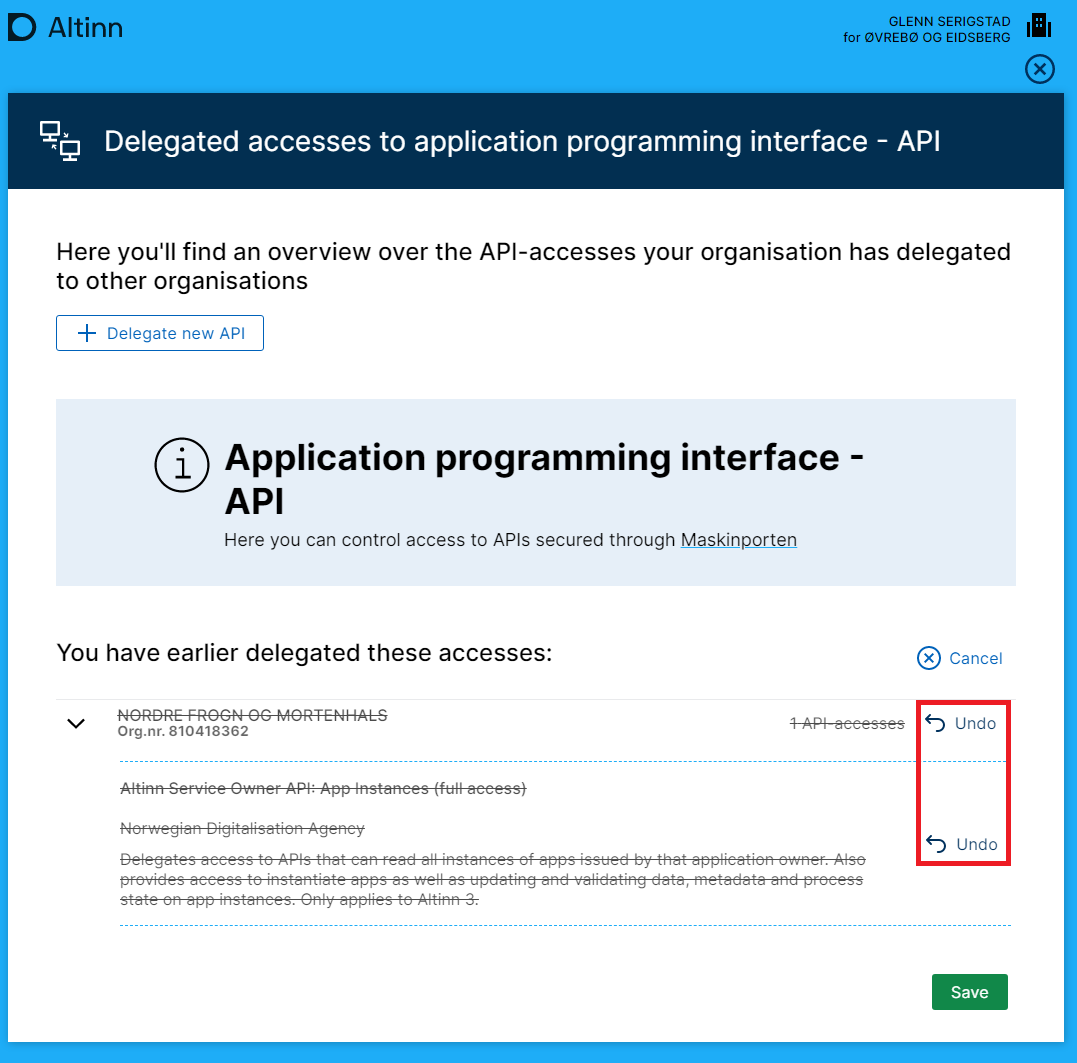 Altinn
GLENN SERIGSTAD
for ØVREBØ OG EIDSBERG
Delegated accesses to application programming interface - API
Here you'll find an overview over the API-accesses your organisation has delegated
to other organisations
Delegate new API
Application programming interface -
API
Here you can control access to APIs secured through Maskinporten
You have earlier delegated these accesses:
Cancel
NORDRE FROGN OG MORTENHALS
Org.nr. 810418362
1 API-accesses
Undo
Altinn Service Owner API: App Instances (full access)
Norwegian Digitalisation Agency
Undo
Delegates access to APIs that can read all instances of apps issued by that application owner. Also
provides access to instantiate apps as well as updating and validating data, metadata and process
state on app instances. Only applies to Altinn 3.
Save